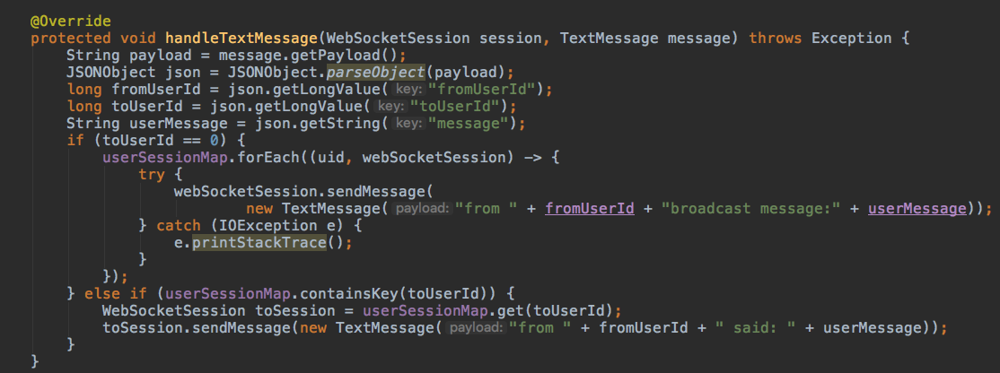 @Override
protected void handleTextMessage(WebSocketSession session, TextMessage message) throws Exception {
    String payload = message.getPayload();
    JSONObject json = JSONObject.parseObject(payload);
    long fromUserId = json.getLongValue( key: "fromUserId");
    long toUserId = json.getLongValue( key: "toUserId");
    String userMessage = json.getString( key: "message");
    if (toUserId == 0) {
        userSessionMap.forEach((uid, webSocketSession) -> {
            try {
                webSocketSession.sendMessage(
                        new TextMessage( payload: "from " + fromUserId + "broadcast message:" + userMessage));
            } catch (IOException e) {
                e.printStackTrace();
            }
        });
    } else if (userSessionMap.containsKey(toUserId)) {
        WebSocketSession toSession = userSessionMap.get(toUserId);
        toSession.sendMessage(new TextMessage( payload: "from " + fromUserId + " said: " + userMessage));
    }
}